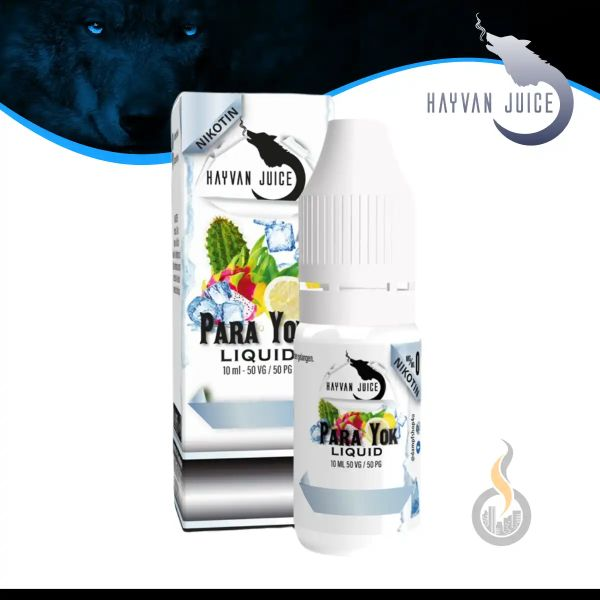 HAYVAN JUICE
NIKOTIN
HAYVAN JUICE
PARA YOK
LIQUID
10 ml - 50 VG / 50 PG
HAYVAN JUICE
PARA YOK
LIQUID
10 ML 50 VG / 50 PG
NIKOTIN
@dampfshop4u